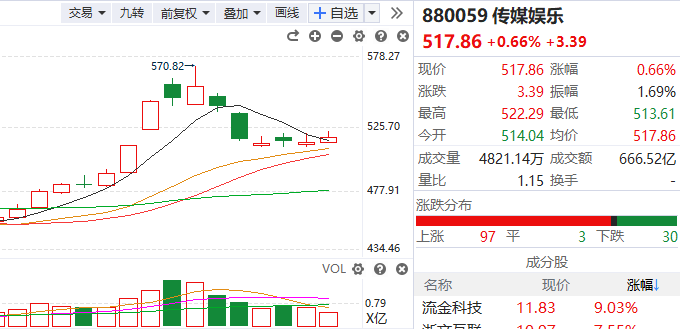 交易 九转 前复权 叠加 画线 +自选
880059 传媒娱乐
517.86 +0.66% +3.39
578.27
570.82
525.70
477.91
434.46
VOL
0.79
X亿
现价 517.86 涨幅 0.66%
涨跌 3.39 振幅 1.69%
最高 522.29 最低 513.61
今开 514.04 均价 517.86
成交量 4821.14万 成交额 666.52亿
量比 1.15 换手 -
涨跌分布
上涨 97 平 3 下跌 30
成分股
名称 现价 涨幅↓
流金科技 11.83 9.03%